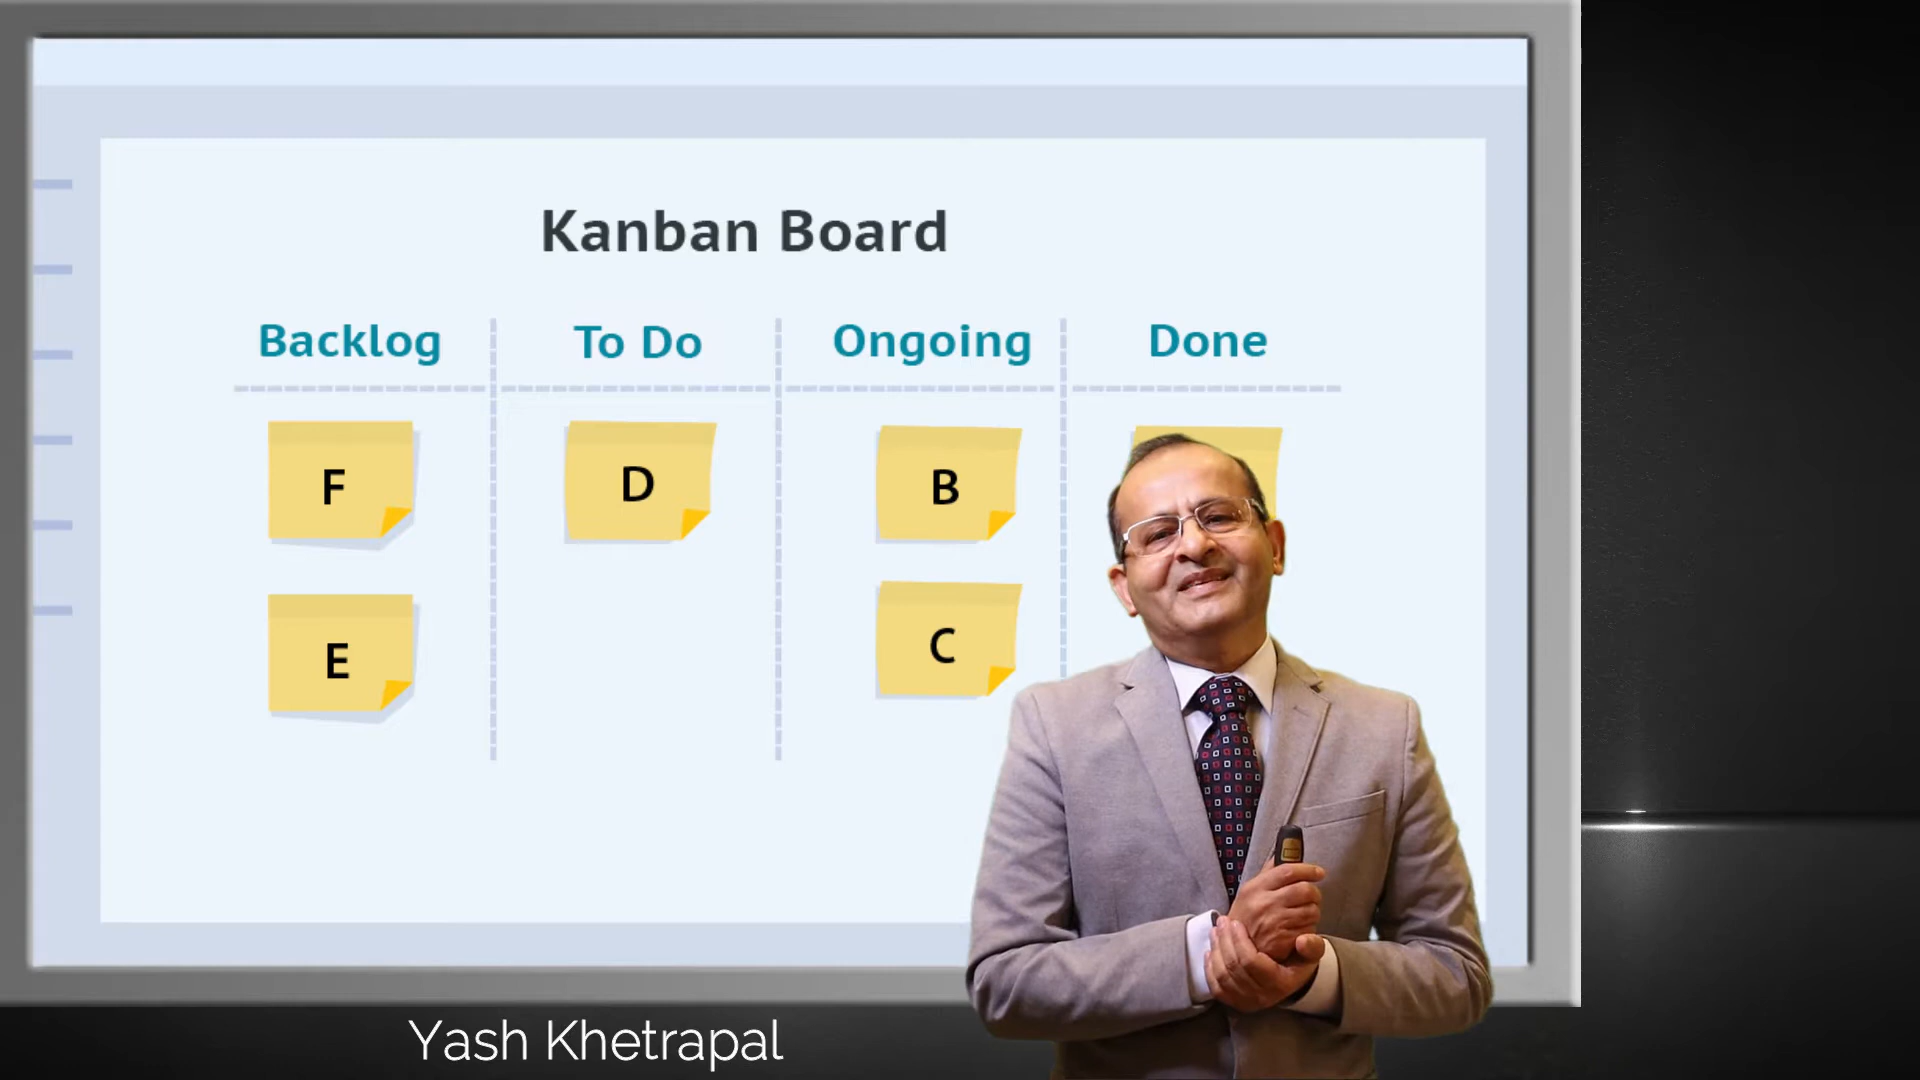 Kanban Board
Backlog To Do Ongoing Done
F D B
E C
Yash Khetrapal